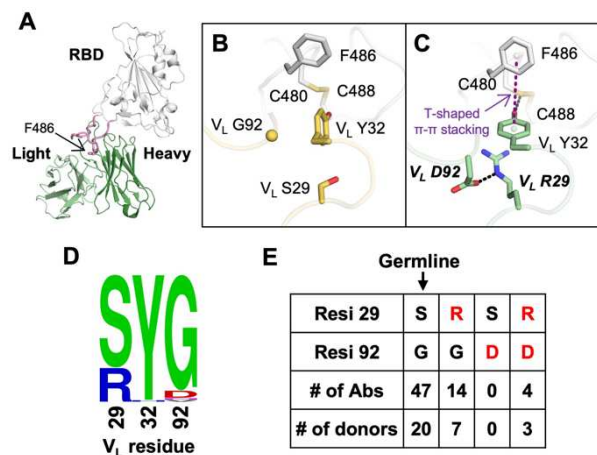 A
RBD
F486
Light
Heavy
B
F486
C480
C488
VL G92
VL Y32
VL S29
C
F486
C480
T-shaped
π-π stacking
C488
VL Y32
VL D92
VL R29
D
SYG
R D
29 32 92
VL residue
E
Germline
Resi 29 S R S R
Resi 92 G G D D
# of Abs 47 14 0 4
# of donors 20 7 0 3